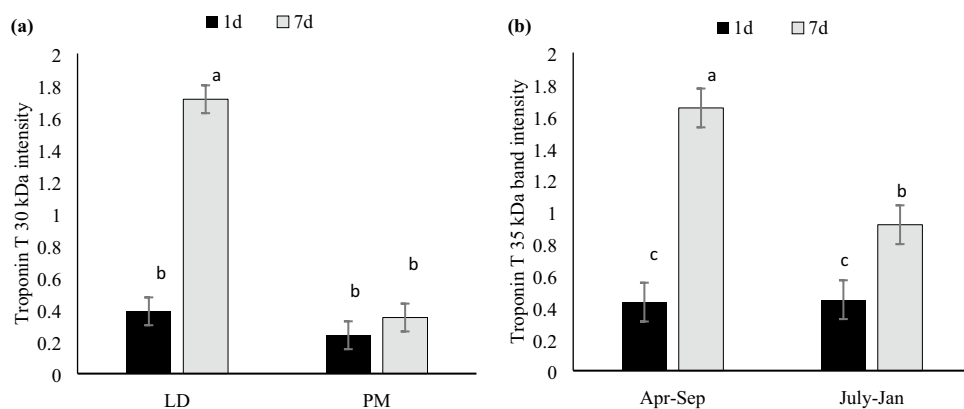 (a)
1d 7d
Troponin T 30 kDa intensity
2
1.8
1.6
1.4
1.2
1
0.8
0.6
0.4
0.2
0
a
b
b
b
LD PM
(b)
1d 7d
Troponin T 35 kDa band intensity
2
1.8
1.6
1.4
1.2
1
0.8
0.6
0.4
0.2
0
a
b
c
c
Apr-Sep July-Jan